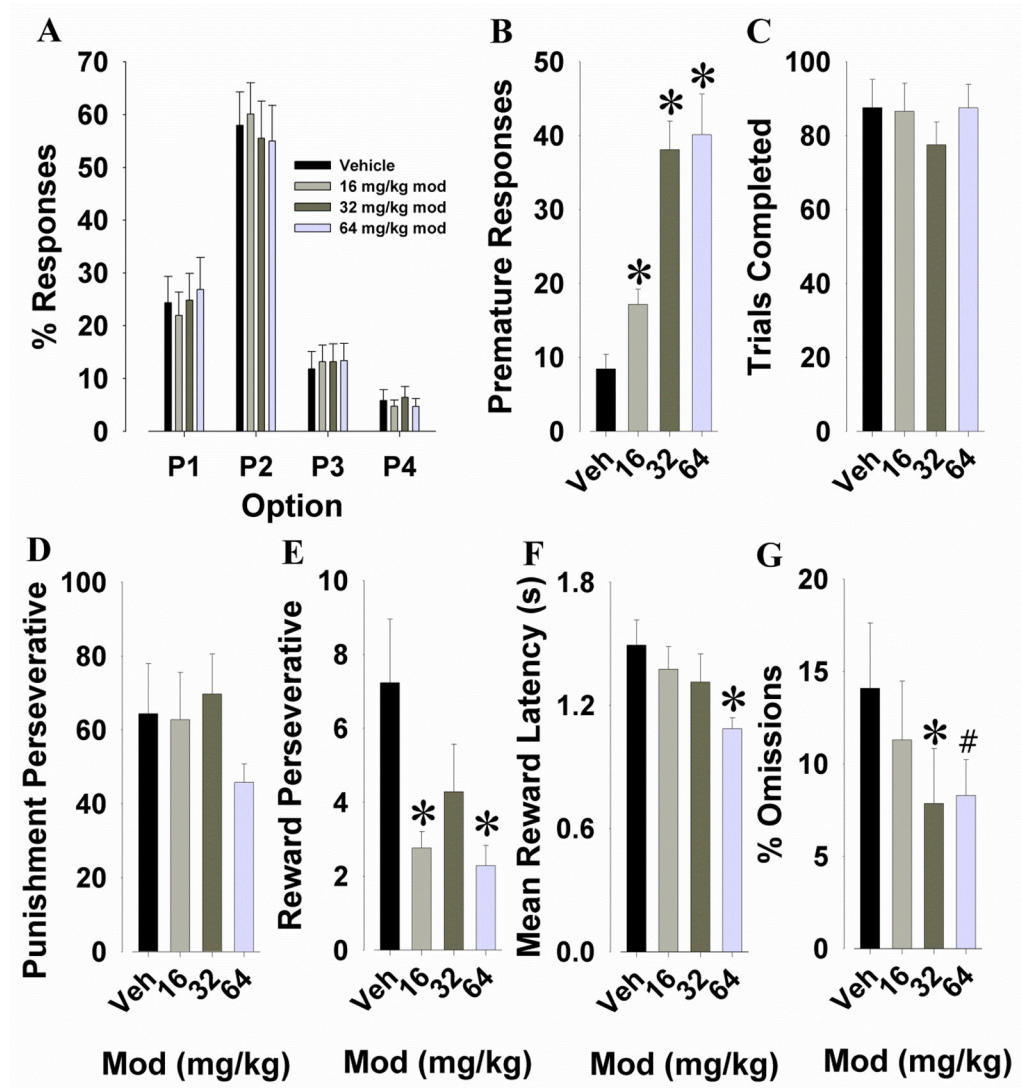 A
% Responses
70
60
50
40
30
20
10
0
Vehicle
16 mg/kg mod
32 mg/kg mod
64 mg/kg mod
P1 P2 P3 P4
Option
B
Premature Responses
50
40
30
20
10
0
*
*
*
Veh 16 32 64
C
Trials Completed
100
80
60
40
20
0
Veh 16 32 64
D
Punishment Perseverative
100
80
60
40
20
0
Veh 16 32 64
Mod (mg/kg)
E
Reward Perseverative
10
8
6
4
2
0
* *
Veh 16 32 64
Mod (mg/kg)
F
Mean Reward Latency (s)
1.8
1.2
0.6
0.0
*
Veh 16 32 64
Mod (mg/kg)
G
% Omissions
20
15
10
5
0
* #
Veh 16 32 64
Mod (mg/kg)